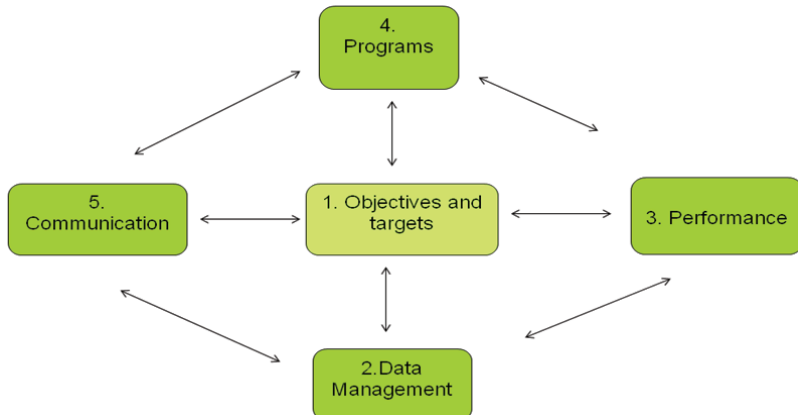 4.
Programs
5.
Communication
1. Objectives and
targets
3. Performance
2.Data
Management